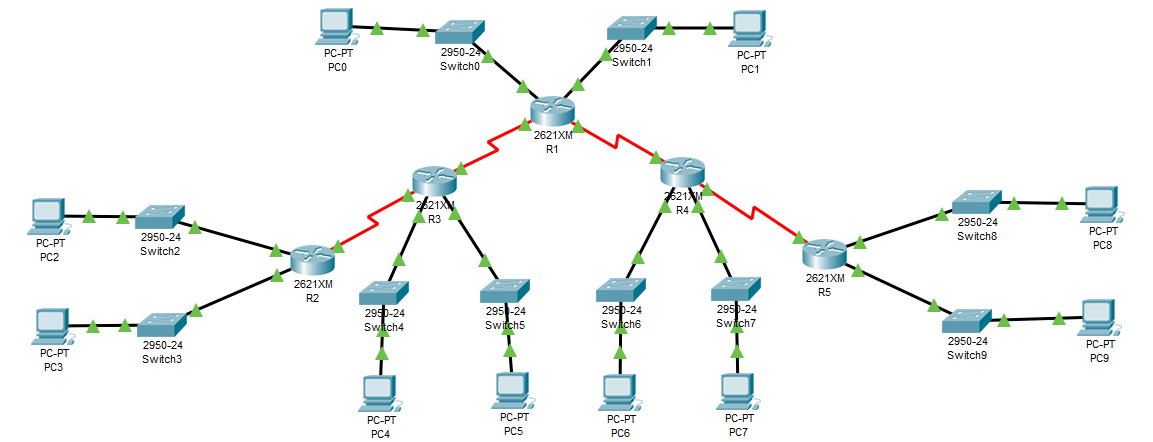 PC-PT
PC0
2950-24
Switch0
2950-24
Switch1
PC-PT
PC1
2621XM
R1
2621XM
R3
2621XM
R4
PC-PT
PC2
2950-24
Switch2
2950-24
Switch8
PC-PT
PC8
2621XM
R2
2621XM
R5
2950-24
Switch4
2950-24
Switch5
2950-24
Switch6
2950-24
Switch7
PC-PT
PC3
2950-24
Switch3
2950-24
Switch9
PC-PT
PC9
PC-PT
PC4
PC-PT
PC5
PC-PT
PC6
PC-PT
PC7